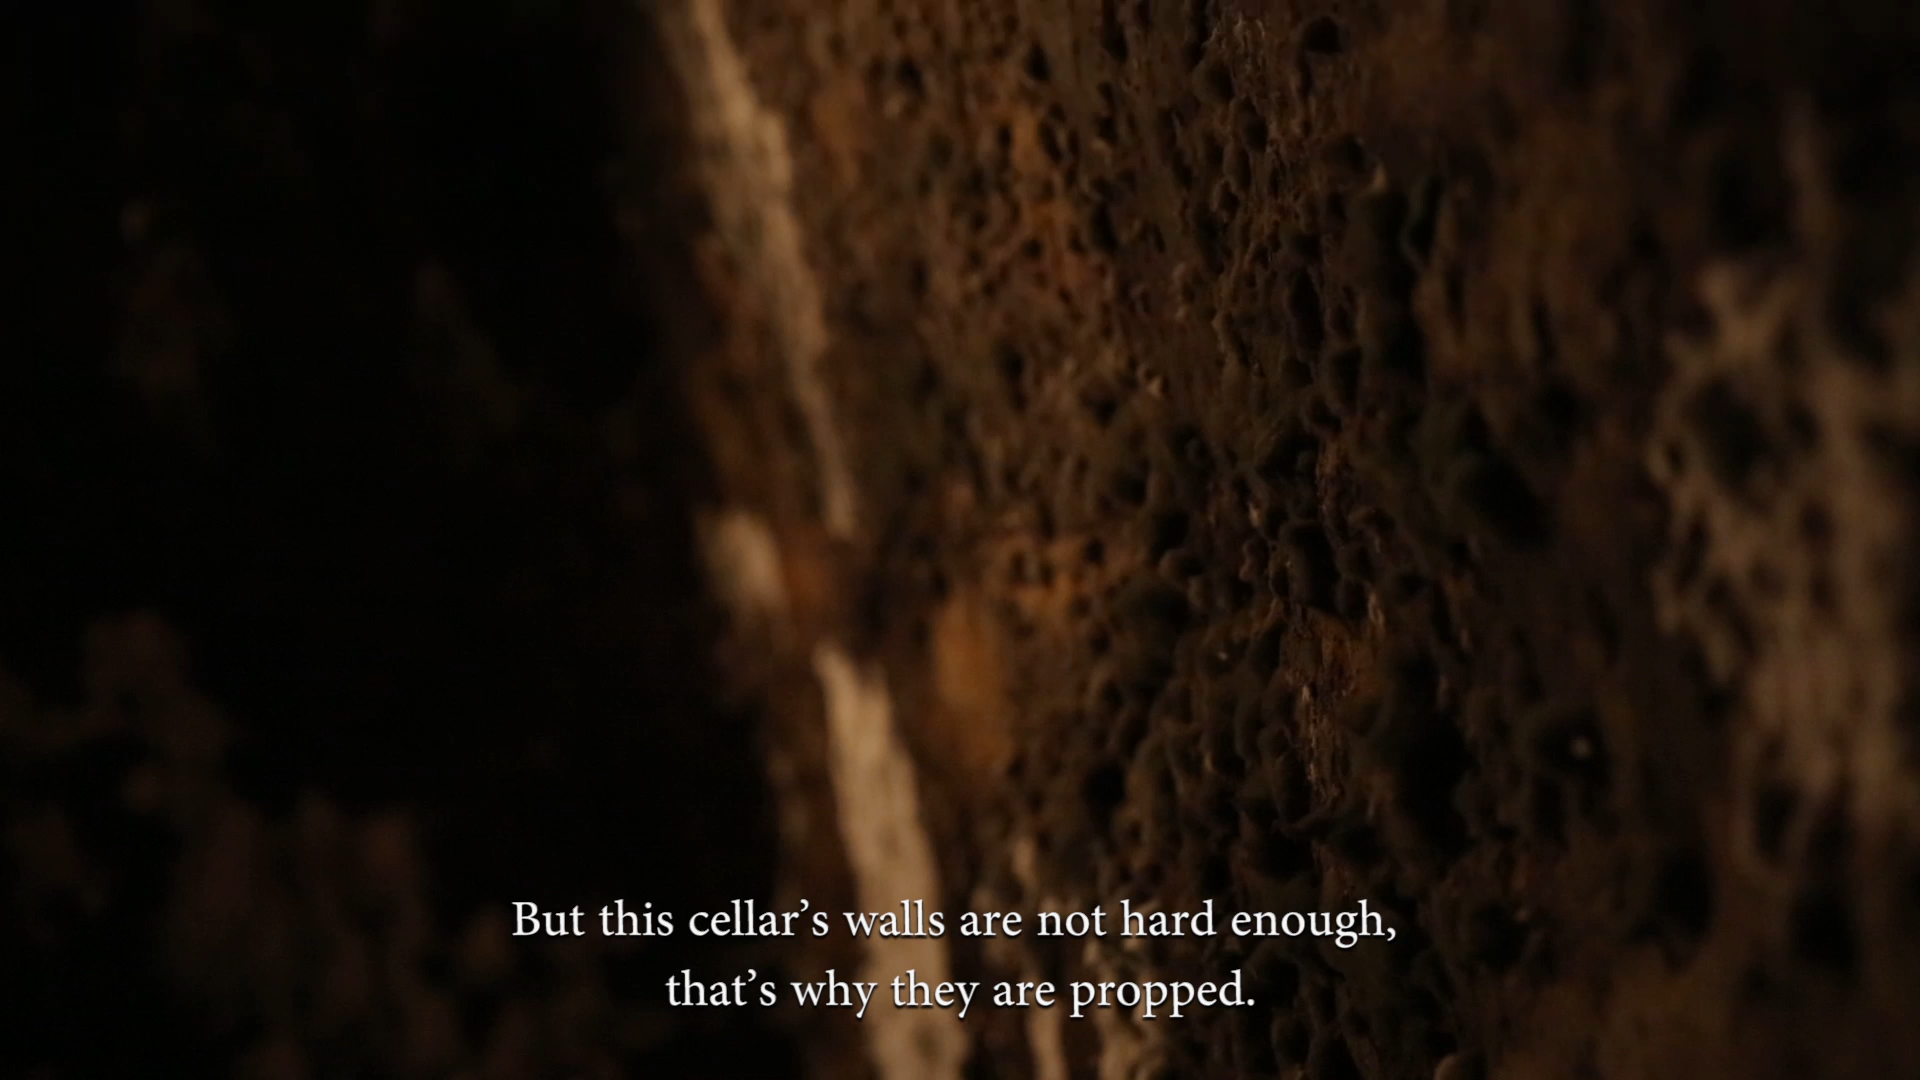 But this cellar’s walls are not hard enough,
that’s why they are propped.